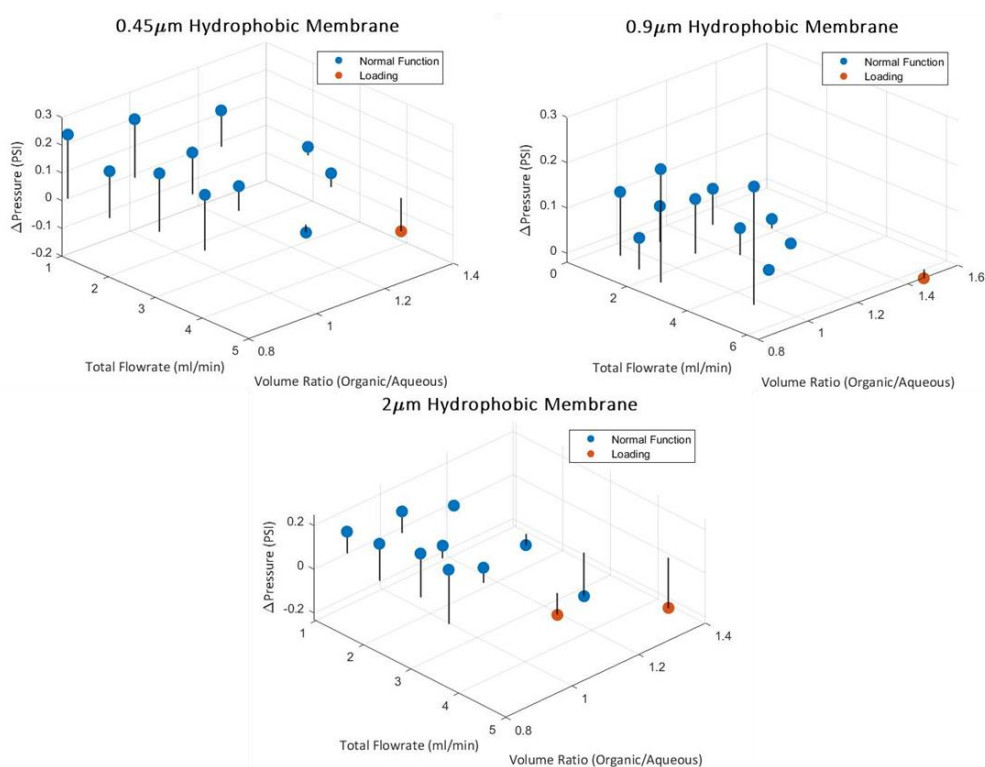 0.45μm Hydrophobic Membrane
Normal Function
Loading
0.3
0.2
0.1
0
-0.1
-0.2
ΔPressure (PSI)
1
2
3
4
5
Total Flowrate (ml/min)
0.8
1
1.2
1.4
Volume Ratio (Organic/Aqueous)
0.9μm Hydrophobic Membrane
Normal Function
Loading
0.3
0.2
0.1
0
ΔPressure (PSI)
0
2
4
6
Total Flowrate (ml/min)
0.8
1
1.2
1.4
1.6
Volume Ratio (Organic/Aqueous)
2μm Hydrophobic Membrane
Normal Function
Loading
0.2
0
-0.2
ΔPressure (PSI)
1
2
3
4
5
Total Flowrate (ml/min)
0.8
1
1.2
1.4
Volume Ratio (Organic/Aqueous)